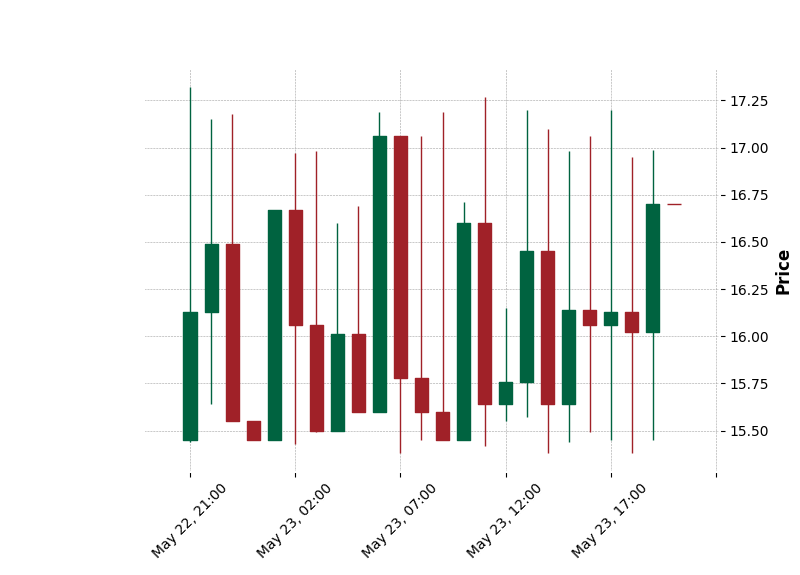 17.25
17.00
16.75
16.50
16.25
16.00
15.75
15.50
Price
May 22, 21:00
May 23, 02:00
May 23, 07:00
May 23, 12:00
May 23, 17:00